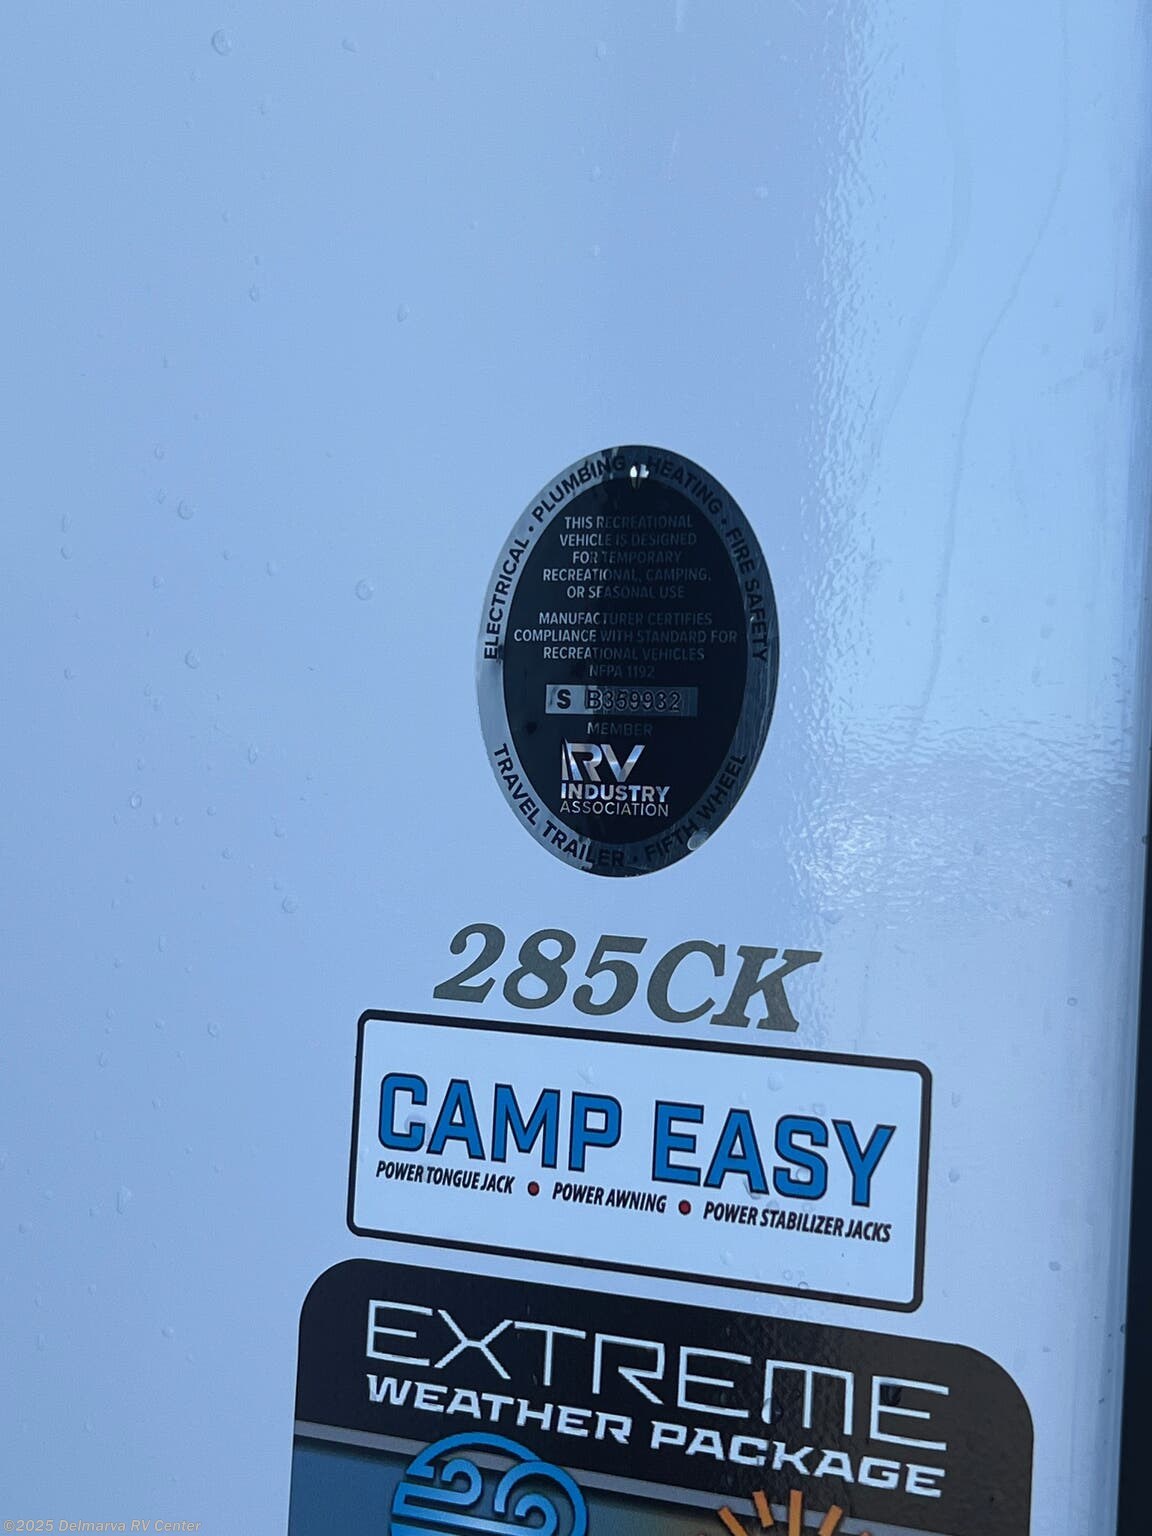 ELECTRICAL • PLUMBING • HEATING • FIRE SAFETY
THIS RECREATIONAL
VEHICLE IS DESIGNED
FOR TEMPORARY
RECREATIONAL, CAMPING,
OR SEASONAL USE
MANUFACTURER CERTIFIES
COMPLIANCE WITH STANDARD FOR
RECREATIONAL VEHICLES
NFPA 1192
S B359932
MEMBER
RV
INDUSTRY
ASSOCIATION
TRAVEL TRAILER • FIFTH WHEEL
285CK
CAMP EASY
POWER TONGUE JACK • POWER AWNING • POWER STABILIZER JACKS
EXTREME
WEATHER PACKAGE
©2025 Delmarva RV Center